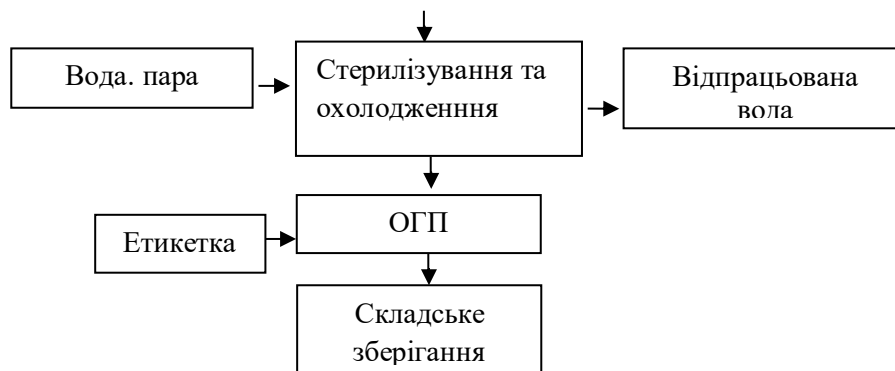 Вода. пара
Стерилізування та
охолодженння
Відпрацьована
вода
ОГП
Етикетка
Складське
зберігання